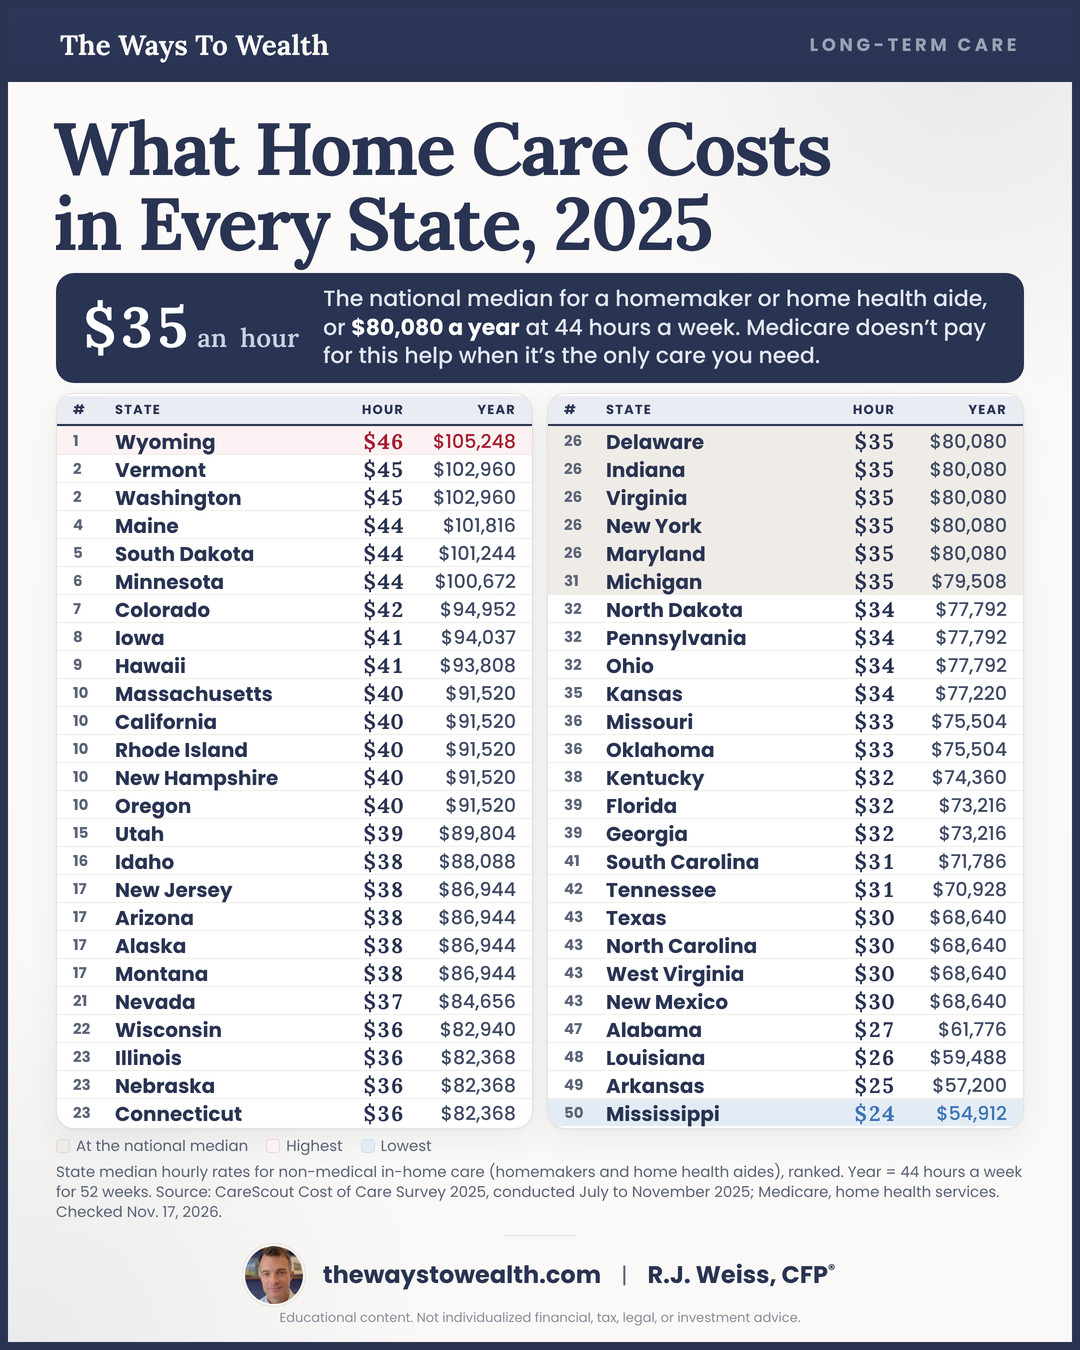 The Ways To Wealth
LONG-TERM CARE
What Home Care Costs
in Every State, 2025
$35 an hour
The national median for a homemaker or home health aide,
or $80,080 a year at 44 hours a week. Medicare doesn't pay
for this help when it's the only care you need.
# STATE HOUR YEAR
1 Wyoming $46 $105,248
2 Vermont $45 $102,960
2 Washington $45 $102,960
4 Maine $44 $101,816
5 South Dakota $44 $101,244
6 Minnesota $44 $100,672
7 Colorado $42 $94,952
8 Iowa $41 $94,037
9 Hawaii $41 $93,808
10 Massachusetts $40 $91,520
10 California $40 $91,520
10 Rhode Island $40 $91,520
10 New Hampshire $40 $91,520
10 Oregon $40 $91,520
15 Utah $39 $89,804
16 Idaho $38 $88,088
17 New Jersey $38 $86,944
17 Arizona $38 $86,944
17 Alaska $38 $86,944
17 Montana $38 $86,944
21 Nevada $37 $84,656
22 Wisconsin $36 $82,940
23 Illinois $36 $82,368
23 Nebraska $36 $82,368
23 Connecticut $36 $82,368
# STATE HOUR YEAR
26 Delaware $35 $80,080
26 Indiana $35 $80,080
26 Virginia $35 $80,080
26 New York $35 $80,080
26 Maryland $35 $80,080
31 Michigan $35 $79,508
32 North Dakota $34 $77,792
32 Pennsylvania $34 $77,792
32 Ohio $34 $77,792
35 Kansas $34 $77,220
36 Missouri $33 $75,504
36 Oklahoma $33 $75,504
38 Kentucky $32 $74,360
39 Florida $32 $73,216
39 Georgia $32 $73,216
41 South Carolina $31 $71,786
42 Tennessee $31 $70,928
43 Texas $30 $68,640
43 North Carolina $30 $68,640
43 West Virginia $30 $68,640
43 New Mexico $30 $68,640
47 Alabama $27 $61,776
48 Louisiana $26 $59,488
49 Arkansas $25 $57,200
50 Mississippi $24 $54,912
At the national median Highest Lowest
State median hourly rates for non-medical in-home care (homemakers and home health aides), ranked. Year = 44 hours a week
for 52 weeks. Source: CareScout Cost of Care Survey 2025, conducted July to November 2025; Medicare, home health services.
Checked Nov. 17, 2026.
thewaystowealth.com | R.J. Weiss, CFP®
Educational content. Not individualized financial, tax, legal, or investment advice.